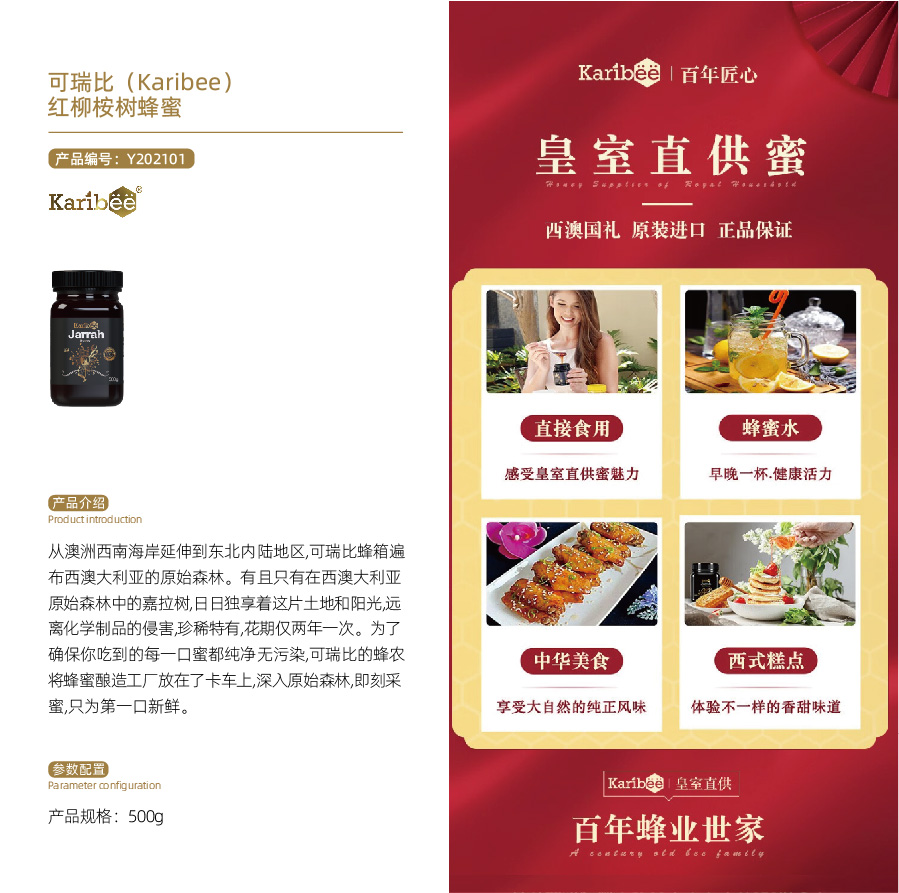 可瑞比（Karibee）
红柳桉树蜂蜜
产品编号：Y202101
Karibëë®
Karibëë
Jarrah
500g
产品介绍
Product introduction
从澳洲西南海岸延伸到东北内陆地区,可瑞比蜂箱遍
布西澳大利亚的原始森林。有且只有在西澳大利亚
原始森林中的嘉拉树,日日独享着这片土地和阳光,远
离化学制品的侵害,珍稀特有,花期仅两年一次。为了
确保你吃到的每一口蜜都纯净无污染,可瑞比的蜂农
将蜂蜜酿造工厂放在了卡车上,深入原始森林,即刻采
蜜,只为第一口新鲜。
参数配置
Parameter configuration
产品规格：500g
Karibëë | 百年匠心
皇室直供蜜
Honey Supplier of Royal Household
西澳国礼 原装进口 正品保证
直接食用
感受皇室直供蜜魅力
蜂蜜水
早晚一杯.健康活力
中华美食
享受大自然的纯正风味
西式糕点
体验不一样的香甜味道
Karibëë | 皇室直供
百年蜂业世家
A century old bee family